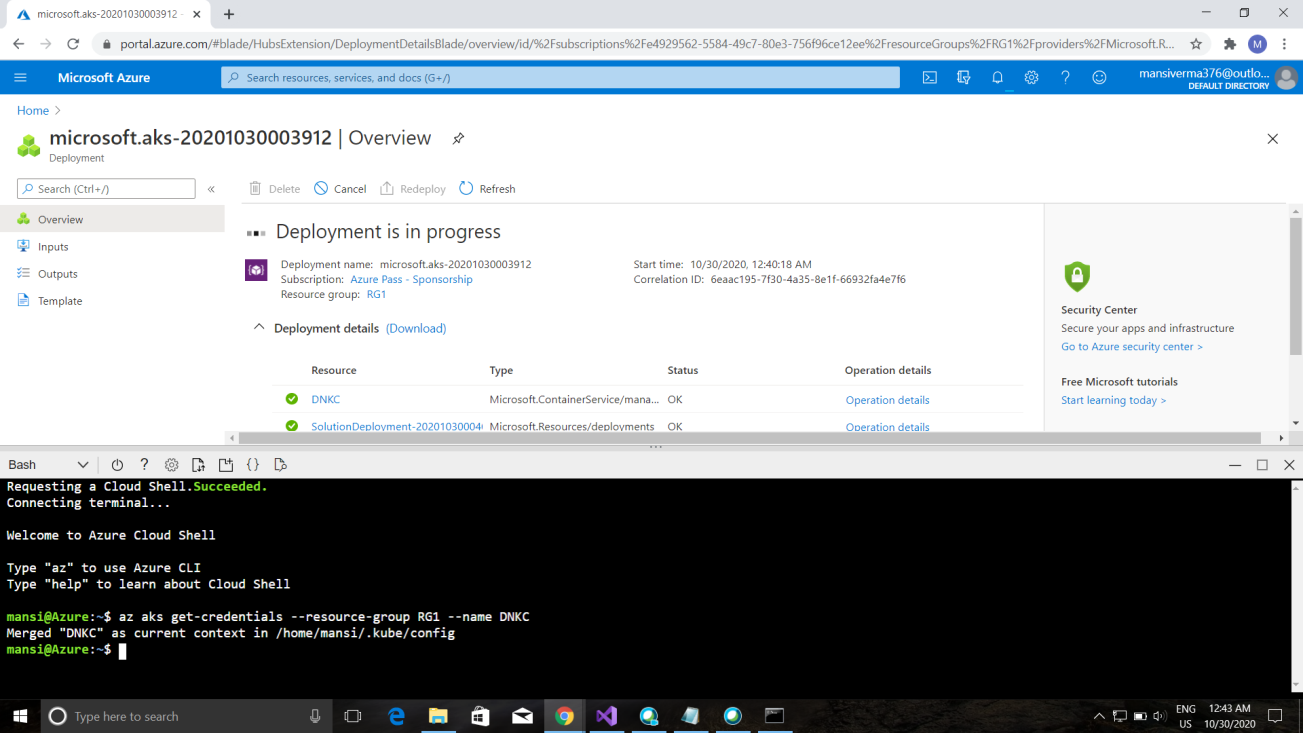 microsoft.aks-20201030003912 -
portal.azure.com/#blade/HubsExtension/DeploymentDetailsBlade/overview/id/%2Fsubscriptions%2Fe4929562-5584-49c7-80e3-756f96ce12ee%2FresourceGroups%2FRG1%2Fproviders%2FMicrosoft.R...
M
Microsoft Azure
Search resources, services, and docs (G+/)
mansiverma376@outlo...
DEFAULT DIRECTORY
Home >
microsoft.aks-20201030003912 | Overview
Deployment
Search (Ctrl+/)
«
Delete
Cancel
Redeploy
Refresh
Overview
Inputs
Outputs
Template
Deployment is in progress
Deployment name: microsoft.aks-20201030003912
Subscription: Azure Pass - Sponsorship
Resource group: RG1
Start time: 10/30/2020, 12:40:18 AM
Correlation ID: 6eaac195-7f30-4a35-8e1f-66932fa4e7f6
Deployment details (Download)
Resource Type Status Operation details
DNKC Microsoft.ContainerService/mana... OK Operation details
SolutionDeployment-202010300040 Microsoft.Resources/deployments OK Operation details
Security Center
Secure your apps and infrastructure
Go to Azure security center >
Free Microsoft tutorials
Start learning today >
Bash
Requesting a Cloud Shell.Succeeded.
Connecting terminal...
Welcome to Azure Cloud Shell
Type "az" to use Azure CLI
Type "help" to learn about Cloud Shell
mansi@Azure:~$ az aks get-credentials --resource-group RG1 --name DNKC
Merged "DNKC" as current context in /home/mansi/.kube/config
mansi@Azure:~$
Type here to search
ENG
US
12:43 AM
10/30/2020